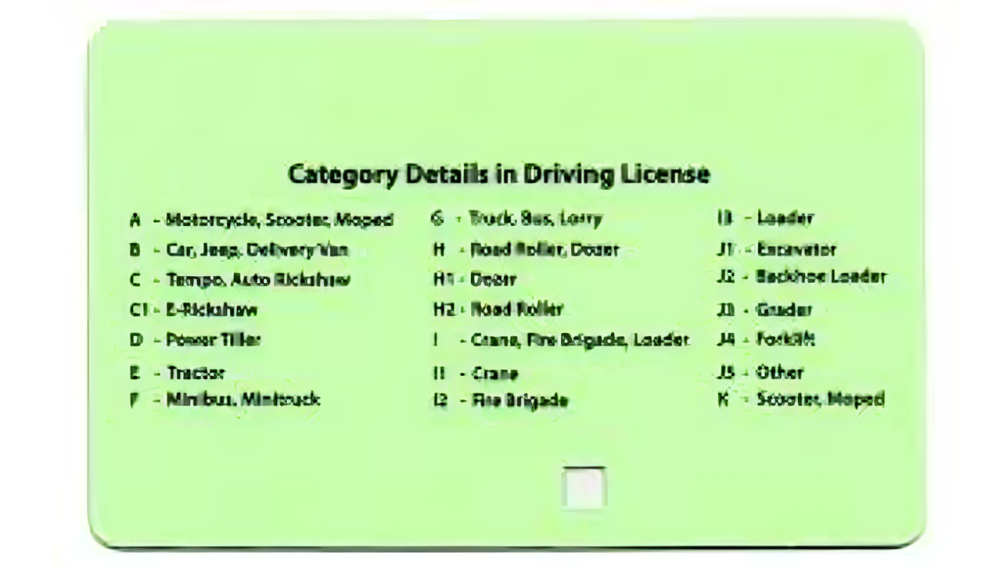 Category Details in Driving License
A - Motorcycle, Scooter, Moped
B - Car, Jeep, Delivery Van
C - Tempo, Auto Rickshaw
C1 - E-Rickshaw
D - Power Tiller
E - Tractor
F - Minibus, Minitruck
G - Truck, Bus, Lorry
H - Road Roller, Dozer
H1 - Dozer
H2 - Road Roller
I - Crane, Fire Brigade, Loader
I1 - Crane
I2 - Fire Brigade
I3 - Loader
J1 - Excavator
J2 - Backhoe Loader
J3 - Grader
J4 - Forklift
J5 - Other
K - Scooter, Moped